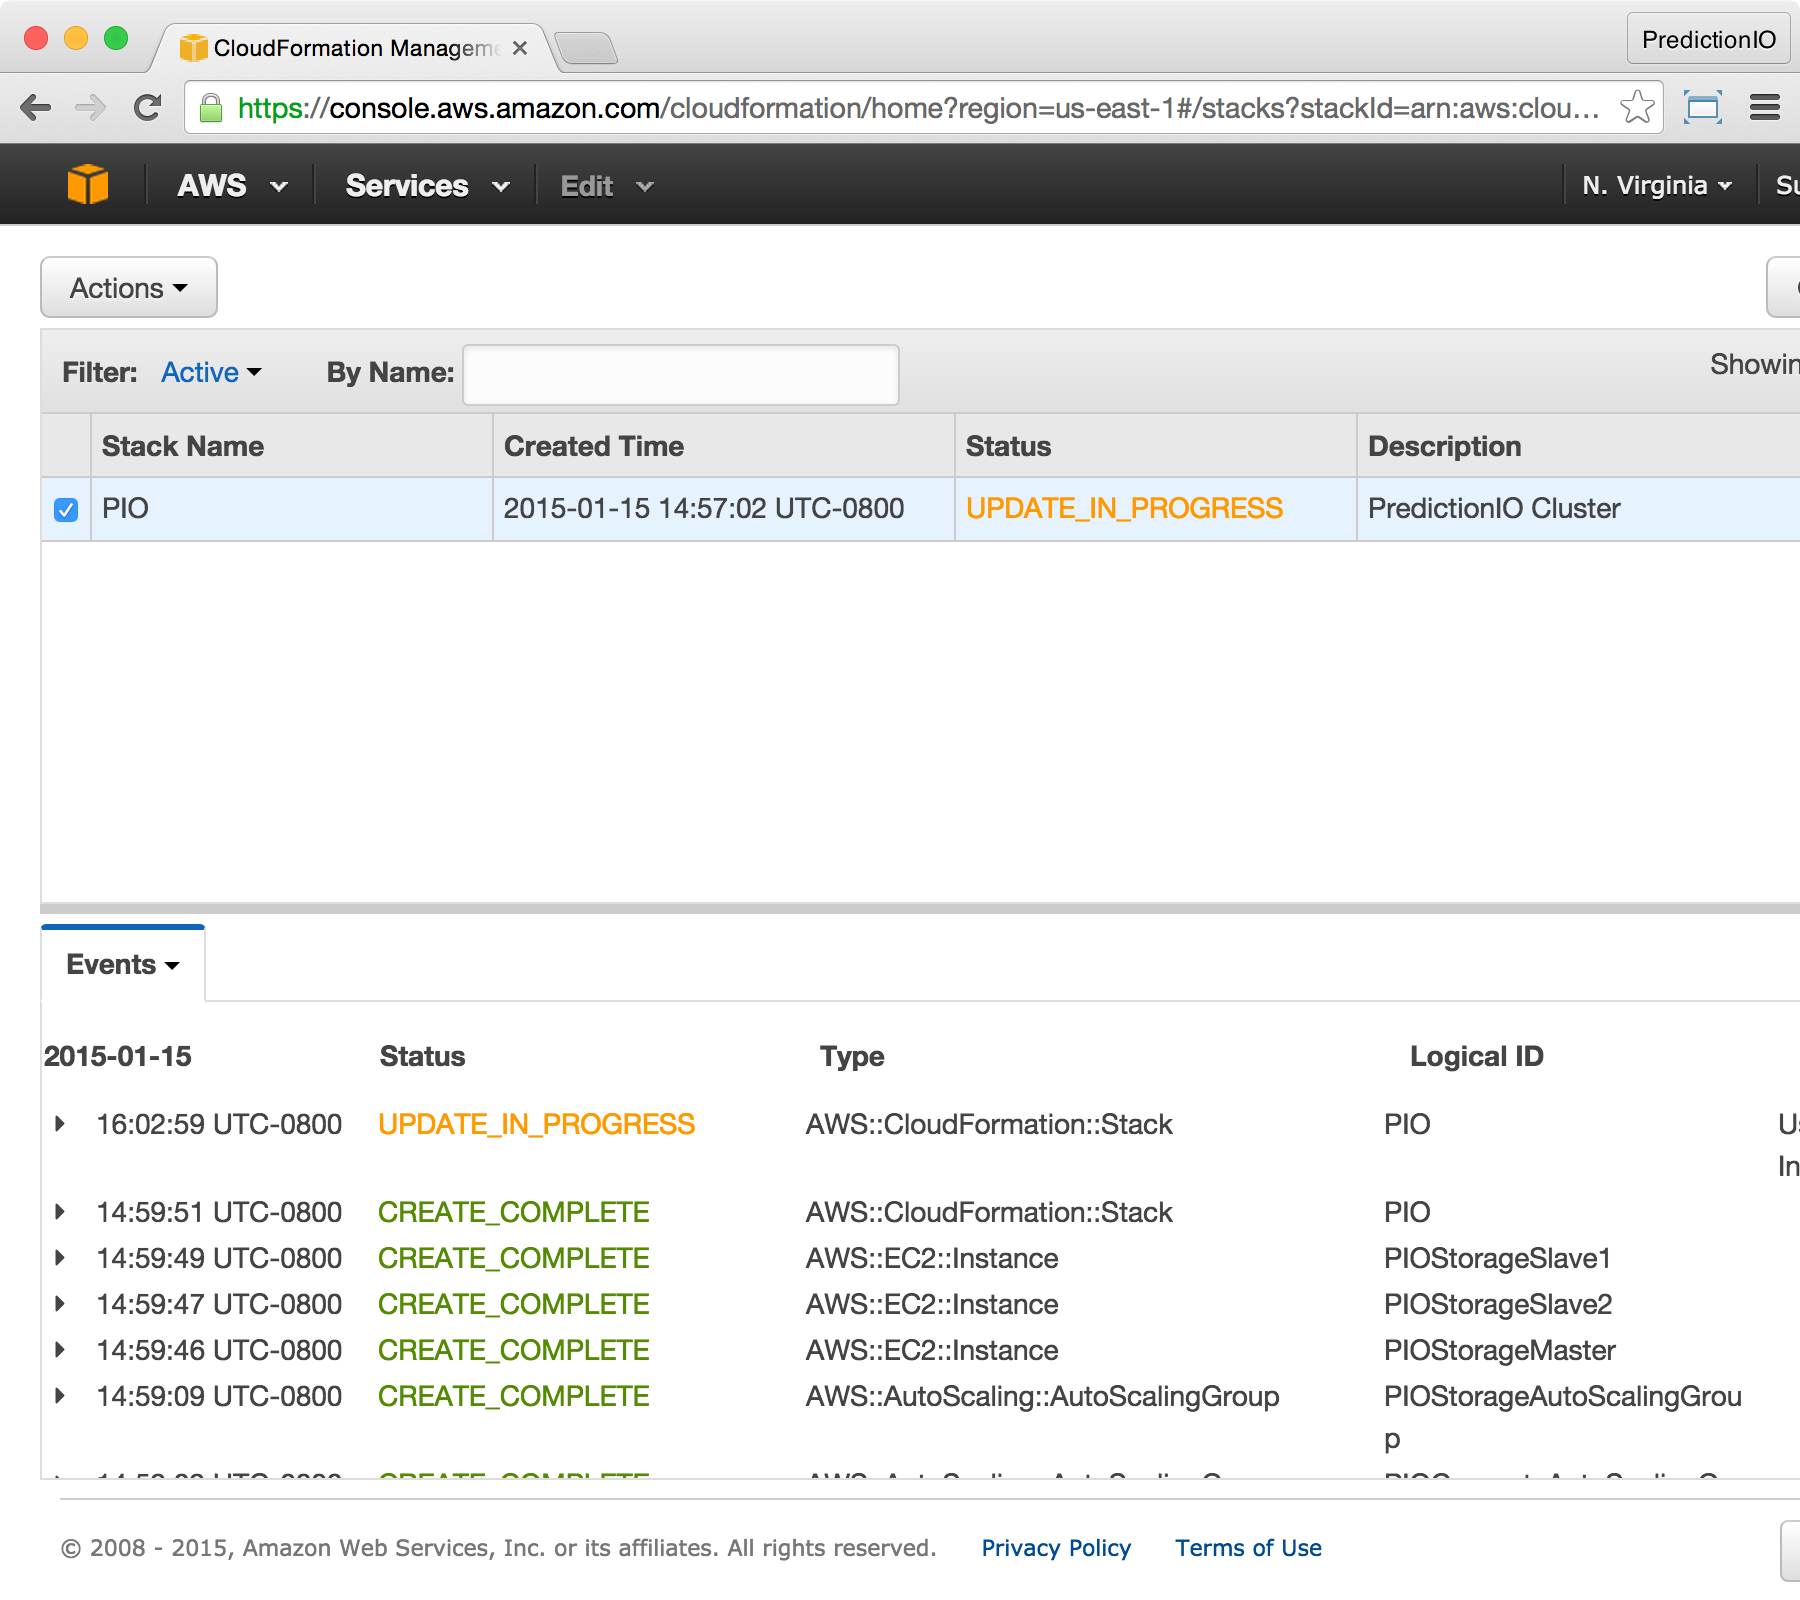 CloudFormation Managem
PredictionIO
https://console.aws.amazon.com/cloudformation/home?region=us-east-1#/stacks?stackId=arn:aws:clou...
AWS Services Edit N. Virginia Su
Actions
Filter: Active By Name: Showin
Stack Name Created Time Status Description
PIO 2015-01-15 14:57:02 UTC-0800 UPDATE_IN_PROGRESS PredictionIO Cluster
Events
2015-01-15 Status Type Logical ID
16:02:59 UTC-0800 UPDATE_IN_PROGRESS AWS::CloudFormation::Stack PIO Us
In
14:59:51 UTC-0800 CREATE_COMPLETE AWS::CloudFormation::Stack PIO
14:59:49 UTC-0800 CREATE_COMPLETE AWS::EC2::Instance PIOStorageSlave1
14:59:47 UTC-0800 CREATE_COMPLETE AWS::EC2::Instance PIOStorageSlave2
14:59:46 UTC-0800 CREATE_COMPLETE AWS::EC2::Instance PIOStorageMaster
14:59:09 UTC-0800 CREATE_COMPLETE AWS::AutoScaling::AutoScalingGroup PIOStorageAutoScalingGrou
p
© 2008 - 2015, Amazon Web Services, Inc. or its affiliates. All rights reserved. Privacy Policy Terms of Use